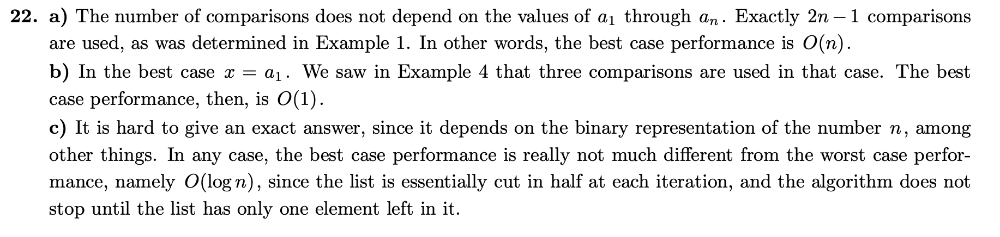 22. a) The number of comparisons does not depend on the values of a₁ through aₙ. Exactly 2n − 1 comparisons
are used, as was determined in Example 1. In other words, the best case performance is O(n).
b) In the best case x = a₁. We saw in Example 4 that three comparisons are used in that case. The best
case performance, then, is O(1).
c) It is hard to give an exact answer, since it depends on the binary representation of the number n, among
other things. In any case, the best case performance is really not much different from the worst case perfor-
mance, namely O(log n), since the list is essentially cut in half at each iteration, and the algorithm does not
stop until the list has only one element left in it.